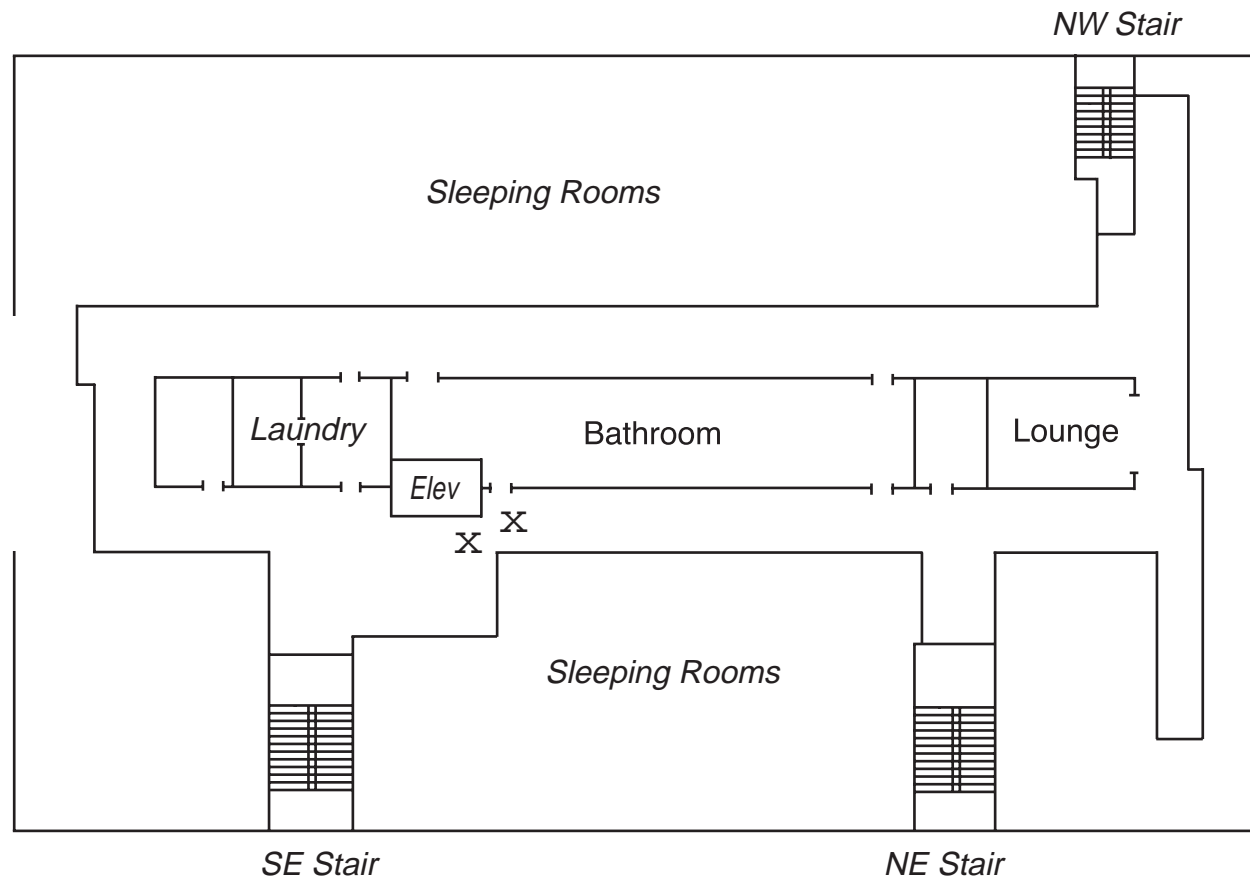 NW Stair
Sleeping Rooms
Laundry
Bathroom
Lounge
Elev
X
X
Sleeping Rooms
SE Stair
NE Stair